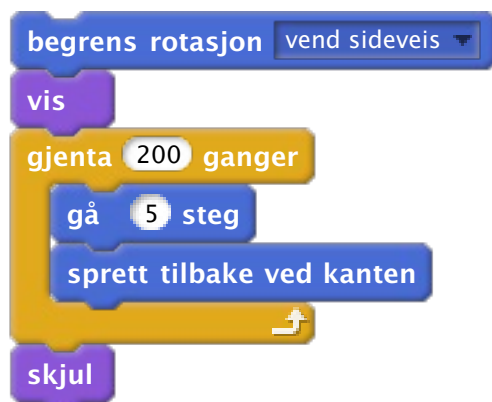 begrens rotasjon vend sideveis
vis
gjenta 200 ganger
gå 5 steg
sprett tilbake ved kanten
skjul